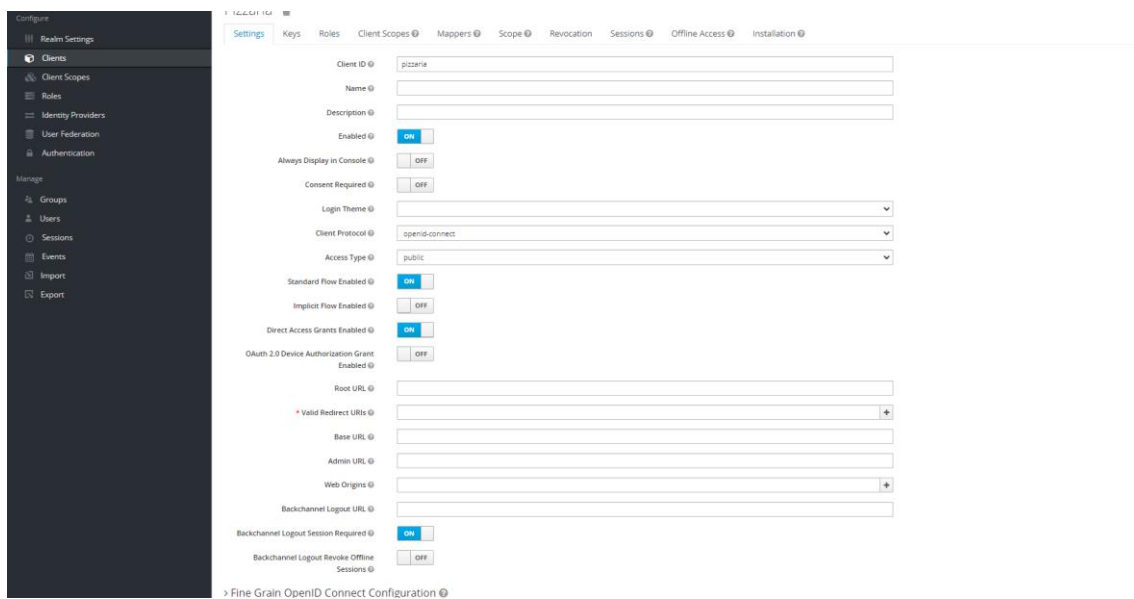 Configure
Realm Settings
Clients
Client Scopes
Roles
Identity Providers
User Federation
Authentication
Manage
Groups
Users
Sessions
Events
Import
Export
Pizzaria
Settings Keys Roles Client Scopes Mappers Scope Revocation Sessions Offline Access Installation
Client ID pizzaria
Name
Description
Enabled ON
Always Display in Console OFF
Consent Required OFF
Login Theme
Client Protocol openid-connect
Access Type public
Standard Flow Enabled ON
Implicit Flow Enabled OFF
Direct Access Grants Enabled ON
OAuth 2.0 Device Authorization Grant
Enabled OFF
Root URL
* Valid Redirect URIs +
Base URL
Admin URL
Web Origins +
Backchannel Logout URL
Backchannel Logout Session Required ON
Backchannel Logout Revoke Offline
Sessions OFF
Fine Grain OpenID Connect Configuration